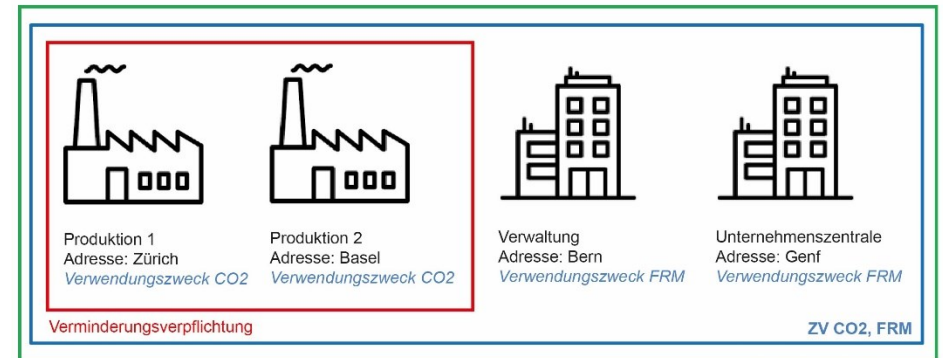 Produktion 1
Adresse: Zürich
Verwendungszweck CO2
Produktion 2
Adresse: Basel
Verwendungszweck CO2
Verwaltung
Adresse: Bern
Verwendungszweck FRM
Unternehmenszentrale
Adresse: Genf
Verwendungszweck FRM
Verminderungsverpflichtung
ZV CO2, FRM